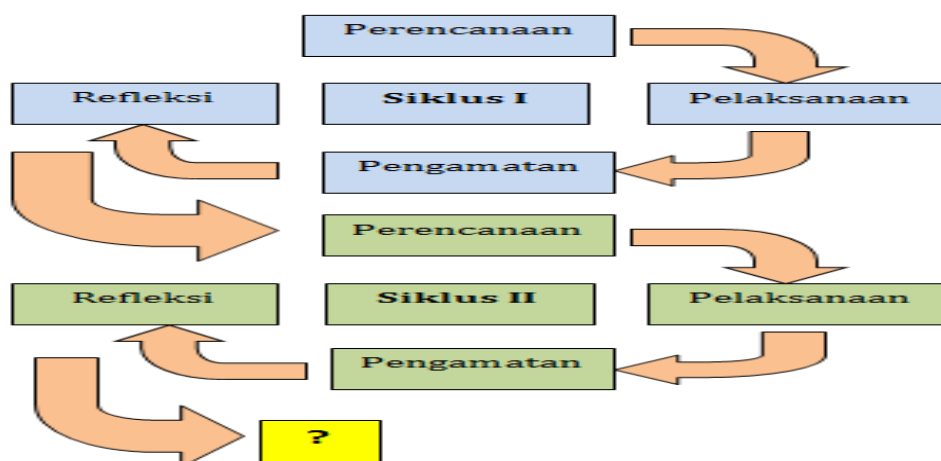 Perencanaan
Refleksi
Siklus I
Pelaksanaan
Pengamatan
Perencanaan
Refleksi
Siklus II
Pelaksanaan
Pengamatan
?